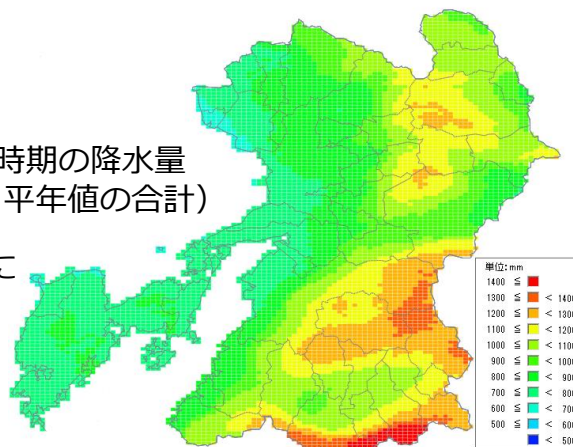 時期の降水量
平年値の合計)
に
単位:mm
1400 ≦
1300 ≦ < 1400
1200 ≦ < 1300
1100 ≦ < 1200
1000 ≦ < 1100
900 ≦ < 1000
800 ≦ < 900
700 ≦ < 800
600 ≦ < 700
500 ≦ < 600
< 500